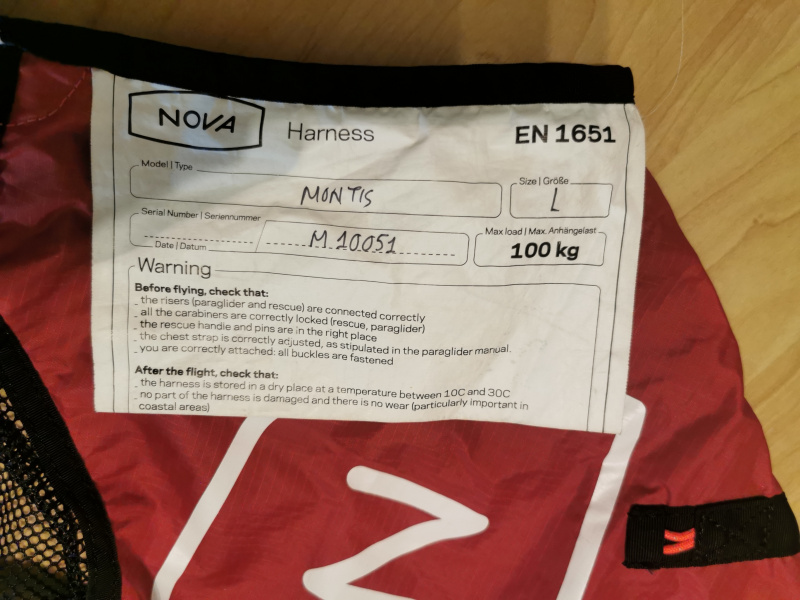 NOVA Harness EN 1651
Model | Type
MONTIS
Size | Größe
L
Serial Number | Seriennummer
M 10051
Date | Datum
Max load | Max. Anhängelast
100 kg
Warning
Before flying, check that:
_ the risers (paraglider and rescue) are connected correctly
_ all the carabiners are correctly locked (rescue, paraglider)
_ the rescue handle and pins are in the right place
_ the chest strap is correctly adjusted, as stipulated in the paraglider manual.
_ you are correctly attached: all buckles are fastened
After the flight, check that:
_ the harness is stored in a dry place at a temperature between 10C and 30C
_ no part of the harness is damaged and there is no wear (particularly important in
coastal areas)
N